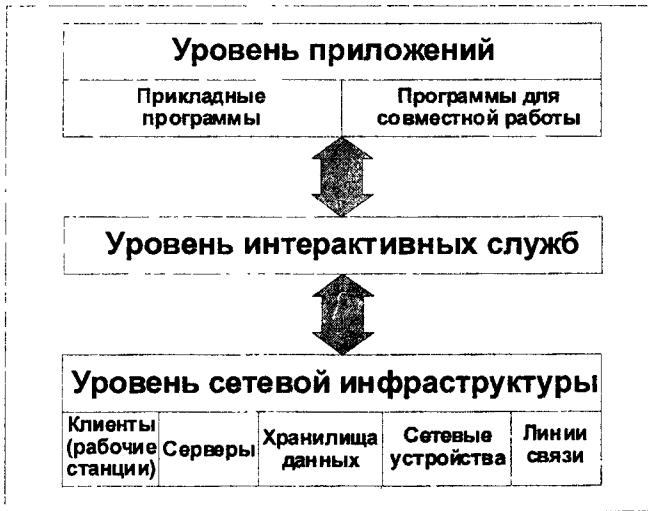 Уровень приложений
Прикладные программы
Программы для совместной работы
Уровень интерактивных служб
Уровень сетевой инфраструктуры
Клиенты (рабочие станции)
Серверы
Хранилища данных
Сетевые устройства
Линии связи